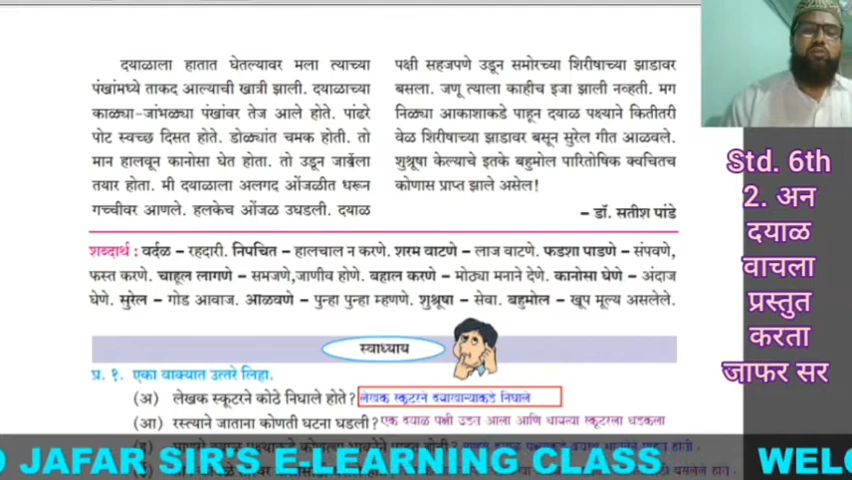 दयाळाला हातात घेतल्यावर मला त्याच्या
पंखांमध्ये ताकद आल्याची खात्री झाली. दयाळाच्या
काळ्या-जांभळ्या पंखांवर तेज आले होते. पांढरे
पोट स्वच्छ दिसत होते. डोळ्यांत चमक होती. तो
मान हालवून कानोसा घेत होता. तो उडून जायला
तयार होता. मी दयाळाला अलगद ओंजळीत धरून
गच्चीवर आणले. हलकेच ओंजळ उघडली. दयाळ
पक्षी सहजपणे उडून समोरच्या शिरीषाच्या झाडावर
बसला. जणू त्याला काहीच इजा झाली नव्हती. मग
निळ्या आकाशाकडे पाहून दयाळ पक्ष्याने कितीतरी
वेळ शिरीषाच्या झाडावर बसून सुरेल गीत आळवले.
शुश्रूषा केल्याचे इतके बहुमोल पारितोषिक क्वचितच
कोणास प्राप्त झाले असेल!
– डॉ. सतीश पांडे
शब्दार्थ : वर्दळ – रहदारी. निपचित – हालचाल न करणे. शरम वाटणे – लाज वाटणे. फडशा पाडणे – संपवणे,
फस्त करणे. चाहूल लागणे – समजणे,जाणीव होणे. बहाल करणे – मोठ्या मनाने देणे. कानोसा घेणे – अंदाज
घेणे. सुरेल – गोड आवाज. आळवणे – पुन्हा पुन्हा म्हणणे. शुश्रूषा – सेवा. बहुमोल – खूप मूल्य असलेले.
स्वाध्याय
प्र. १. एका वाक्यात उत्तरे लिहा.
(अ) लेखक स्कूटरने कोठे निघाले होते? लेखक स्कूटरने दवाखान्याकडे निघाले
(आ) रस्त्याने जाताना कोणती घटना घडली? एक दयाळ पक्षी उडत आला आणि धावत्या स्कूटरला धडकला
JAFAR SIR'S E-LEARNING CLASS
Std. 6th
2. अन
दयाळ
वाचला
प्रस्तुत
करता
जाफर सर